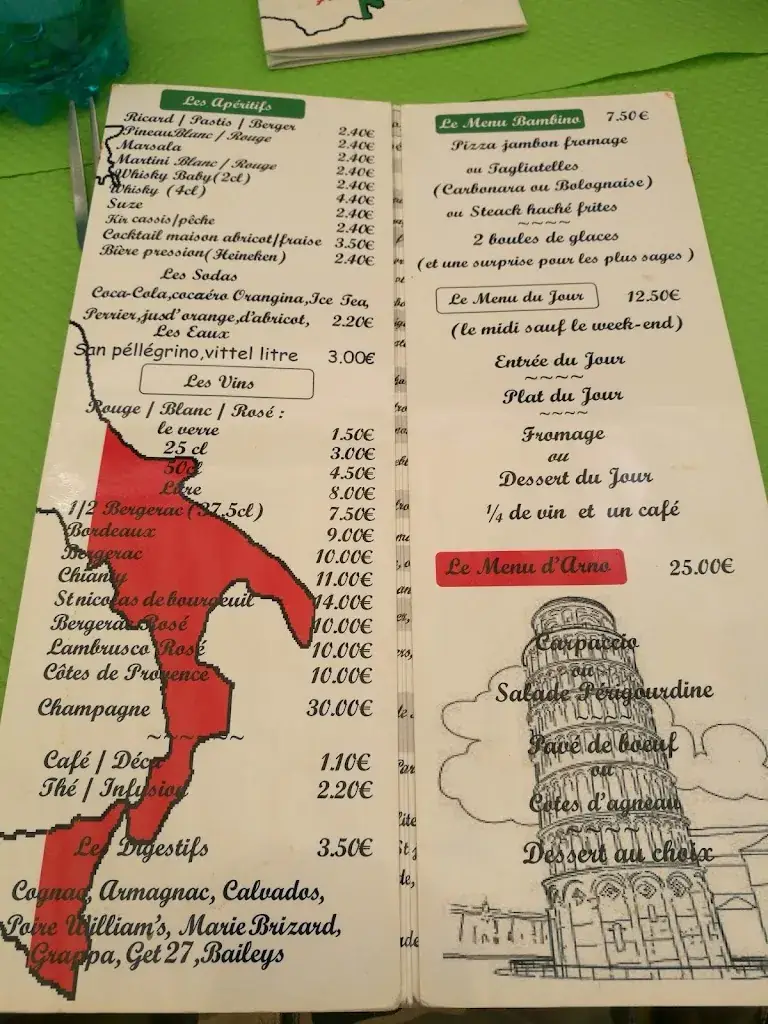 Les Apéritifs
Ricard / Pastis / Berger 2.40€
Pineau Blanc / Rouge 2.40€
Marsala 2.40€
Martini Blanc / Rouge 2.40€
Whisky Baby (2cl) 2.40€
Whisky (4cl) 4.40€
Suze 2.40€
Kir cassis/pêche 2.40€
Cocktail maison abricot/fraise 3.50€
Bière pression (Heineken) 2.40€
Les Sodas
Coca-Cola, cocaéro Orangina, Ice Tea,
Perrier, jus d'orange, d'abricot, 2.20€
Les Eaux
San péllégrino, vittel litre 3.00€
Les Vins
Rouge / Blanc / Rosé :
le verre 1.50€
25 cl 3.00€
50cl 4.50€
Litre 8.00€
1/2 Bergerac (37.5cl) 7.50€
Bordeaux 9.00€
Bergerac 10.00€
Chianty 11.00€
St nicolas de bourgeuil 14.00€
Bergerac Rosé 10.00€
Lambrusco Rosé 10.00€
Côtes de Provence 10.00€
Champagne 30.00€
~~~~~~~
Café / Déca 1.10€
Thé / Infusion 2.20€
Les Digestifs 3.50€
Cognac, Armagnac, Calvados,
Poire William's, Marie Brizard,
Grappa, Get 27, Baileys
Le Menu Bambino 7.50€
Pizza jambon fromage
ou Tagliatelles
(Carbonara ou Bolognaise)
ou Steack haché frites
~~~~
2 boules de glaces
(et une surprise pour les plus sages )
Le Menu du Jour 12.50€
(le midi sauf le week-end)
Entrée du Jour
~~~~
Plat du Jour
~~~~
Fromage
ou
Dessert du Jour
¼ de vin et un café
Le Menu d'Arno 25.00€
Carpaccio
ou
Salade Périgourdine
Pavé de boeuf
ou
Côtes d'agneau
~~~~
Dessert au choix